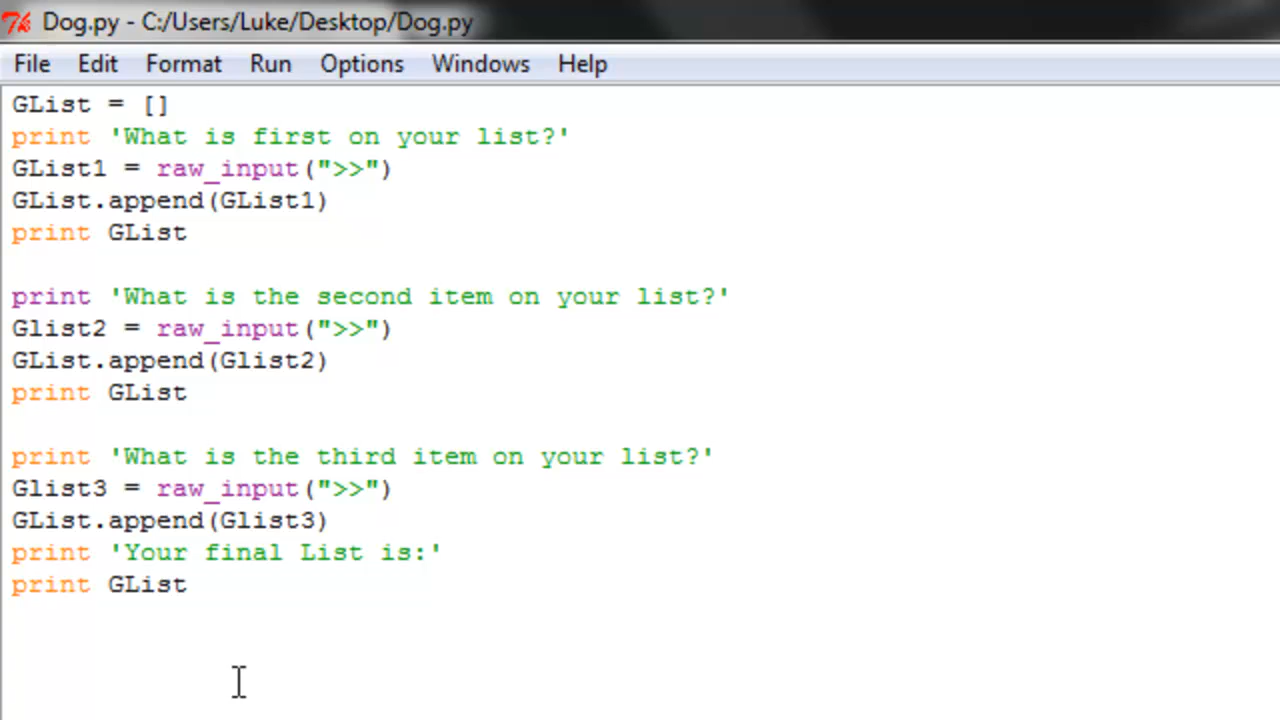 Dog.py - C:/Users/Luke/Desktop/Dog.py
File Edit Format Run Options Windows Help
GList = []
print 'What is first on your list?'
GList1 = raw_input(">>")
GList.append(GList1)
print GList
print 'What is the second item on your list?'
Glist2 = raw_input(">>")
GList.append(Glist2)
print GList
print 'What is the third item on your list?'
Glist3 = raw_input(">>")
GList.append(Glist3)
print 'Your final List is:'
print GList